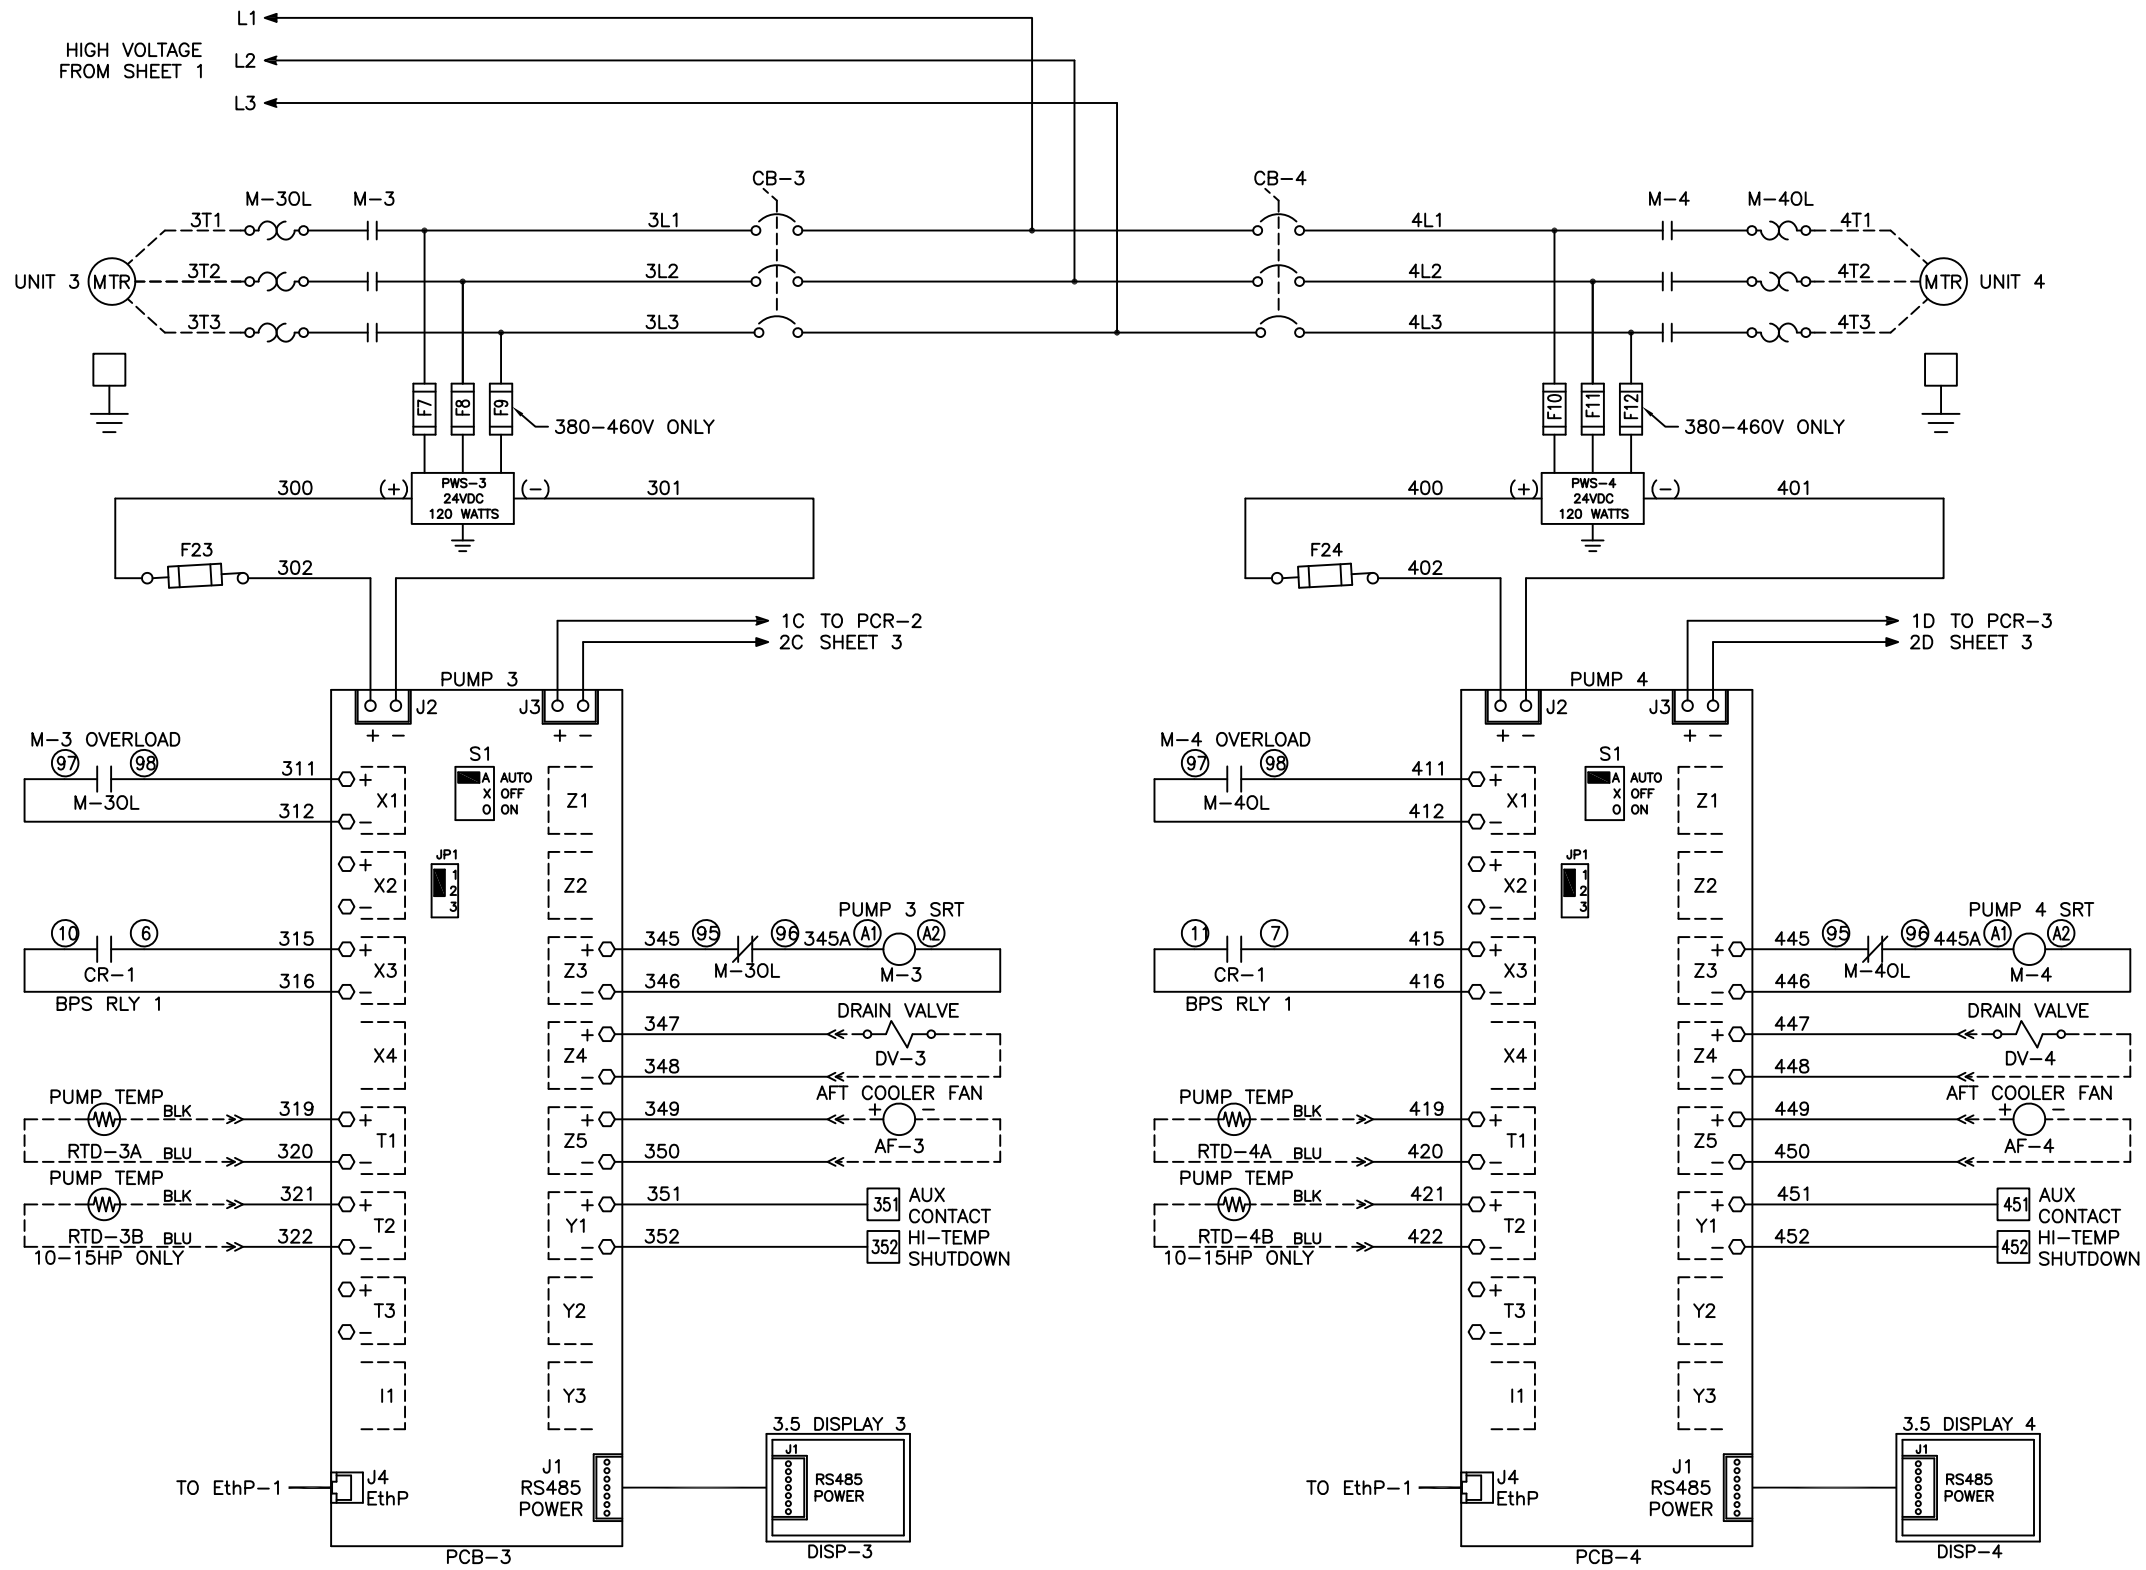 L1
HIGH VOLTAGE
FROM SHEET 1
L2
L3
CB-3
CB-4
M-3OL
M-3
M-4
M-4OL
3T1
3L1
4L1
4T1
UNIT 3
MTR
3T2
3L2
4L2
4T2
MTR
UNIT 4
3T3
3L3
4L3
4T3
F7
F8
F9
380-460V ONLY
F10
F11
F12
380-460V ONLY
300
(+)
PWS-3
24VDC
120 WATTS
(-)
301
400
(+)
PWS-4
24VDC
120 WATTS
(-)
401
F23
302
F24
402
1C TO PCR-2
2C SHEET 3
1D TO PCR-3
2D SHEET 3
PUMP 3
J2
J3
+ -
+ -
M-3 OVERLOAD
97
98
M-3OL
311
312
+
-
X1
S1
A AUTO
X OFF
O ON
Z1
JP1
1
2
3
+
-
X2
Z2
10
6
CR-1
BPS RLY 1
315
316
+
-
X3
Z3
+
-
345
346
95
96
M-3OL
345A
PUMP 3 SRT
A1
A2
M-3
X4
Z4
+
-
347
348
DRAIN VALVE
DV-3
PUMP TEMP
BLK
RTD-3A
BLU
319
320
+
-
T1
Z5
+
-
349
350
AFT COOLER FAN
+ -
AF-3
PUMP TEMP
BLK
RTD-3B
BLU
10-15HP ONLY
321
322
+
-
T2
Y1
+
-
351
352
351
AUX
CONTACT
352
HI-TEMP
SHUTDOWN
+
-
T3
Y2
I1
Y3
TO EthP-1
J4
EthP
J1
RS485
POWER
3.5 DISPLAY 3
J1
RS485
POWER
DISP-3
PCB-3
PUMP 4
J2
J3
+ -
+ -
M-4 OVERLOAD
97
98
M-4OL
411
412
+
-
X1
S1
A AUTO
X OFF
O ON
Z1
JP1
1
2
3
+
-
X2
Z2
11
7
CR-1
BPS RLY 1
415
416
+
-
X3
Z3
+
-
445
446
95
96
M-4OL
445A
PUMP 4 SRT
A1
A2
M-4
X4
Z4
+
-
447
448
DRAIN VALVE
DV-4
PUMP TEMP
BLK
RTD-4A
BLU
419
420
+
-
T1
Z5
+
-
449
450
AFT COOLER FAN
+ -
AF-4
PUMP TEMP
BLK
RTD-4B
BLU
10-15HP ONLY
421
422
+
-
T2
Y1
+
-
451
452
451
AUX
CONTACT
452
HI-TEMP
SHUTDOWN
+
-
T3
Y2
I1
Y3
TO EthP-1
J4
EthP
J1
RS485
POWER
3.5 DISPLAY 4
J1
RS485
POWER
DISP-4
PCB-4